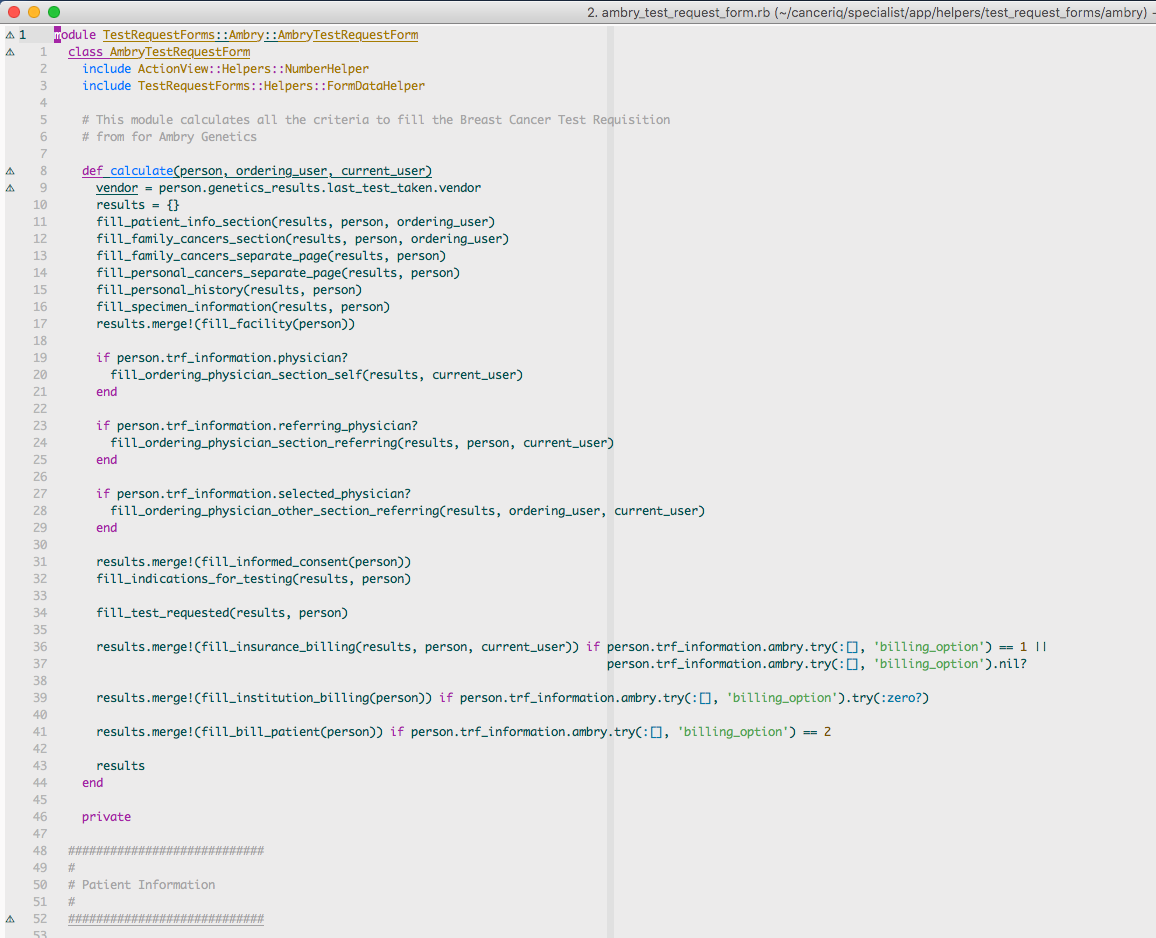 2. ambry_test_request_form.rb (~/canceriq/specialist/app/helpers/test_request_forms/ambry) -
⚠ 1 module TestRequestForms::Ambry::AmbryTestRequestForm
⚠ 1 class AmbryTestRequestForm
2 include ActionView::Helpers::NumberHelper
3 include TestRequestForms::Helpers::FormDataHelper
4
5 # This module calculates all the criteria to fill the Breast Cancer Test Requisition
6 # from for Ambry Genetics
7
⚠ 8 def calculate(person, ordering_user, current_user)
⚠ 9 vendor = person.genetics_results.last_test_taken.vendor
10 results = {}
11 fill_patient_info_section(results, person, ordering_user)
12 fill_family_cancers_section(results, person, ordering_user)
13 fill_family_cancers_separate_page(results, person)
14 fill_personal_cancers_separate_page(results, person)
15 fill_personal_history(results, person)
16 fill_specimen_information(results, person)
17 results.merge!(fill_facility(person))
18
19 if person.trf_information.physician?
20 fill_ordering_physician_section_self(results, current_user)
21 end
22
23 if person.trf_information.referring_physician?
24 fill_ordering_physician_section_referring(results, person, current_user)
25 end
26
27 if person.trf_information.selected_physician?
28 fill_ordering_physician_other_section_referring(results, ordering_user, current_user)
29 end
30
31 results.merge!(fill_informed_consent(person))
32 fill_indications_for_testing(results, person)
33
34 fill_test_requested(results, person)
35
36 results.merge!(fill_insurance_billing(results, person, current_user)) if person.trf_information.ambry.try(:[], 'billing_option') == 1 ||
37 person.trf_information.ambry.try(:[], 'billing_option').nil?
38
39 results.merge!(fill_institution_billing(person)) if person.trf_information.ambry.try(:[], 'billing_option').try(:zero?)
40
41 results.merge!(fill_bill_patient(person)) if person.trf_information.ambry.try(:[], 'billing_option') == 2
42
43 results
44 end
45
46 private
47
48 ############################
49 #
50 # Patient Information
51 #
⚠ 52 ############################
53